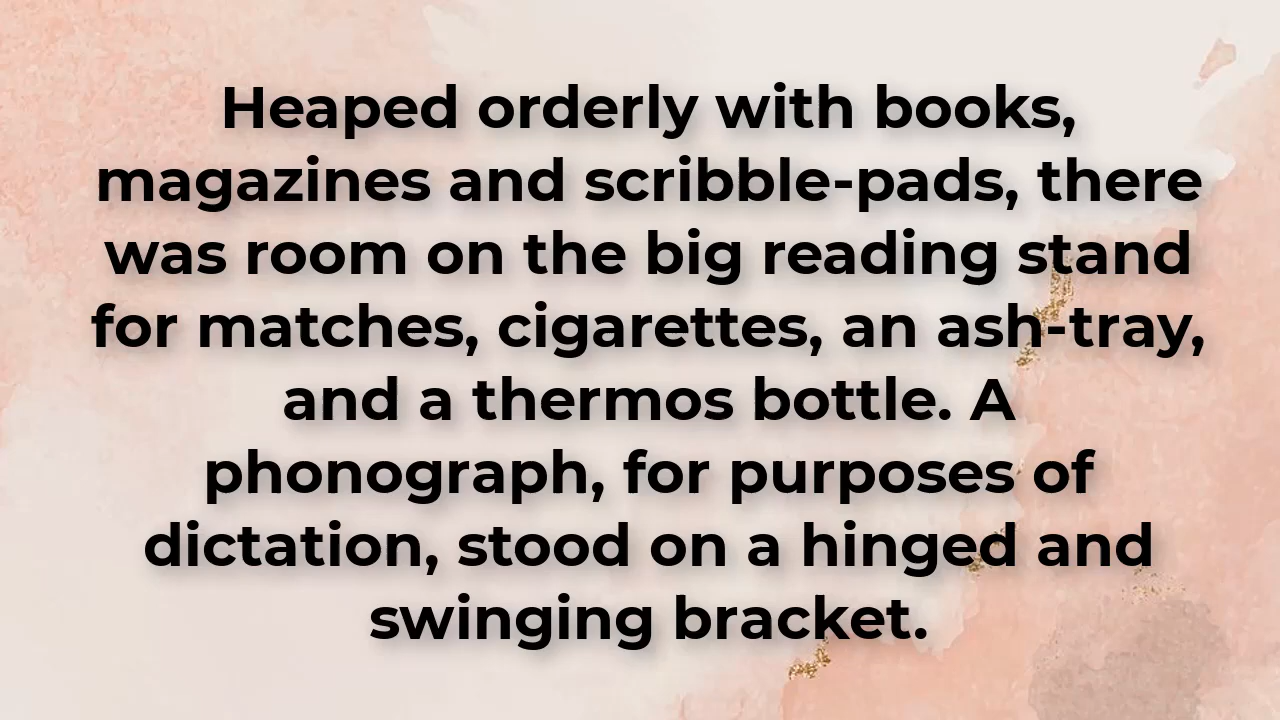 Heaped orderly with books,
magazines and scribble-pads, there
was room on the big reading stand
for matches, cigarettes, an ash-tray,
and a thermos bottle. A
phonograph, for purposes of
dictation, stood on a hinged and
swinging bracket.